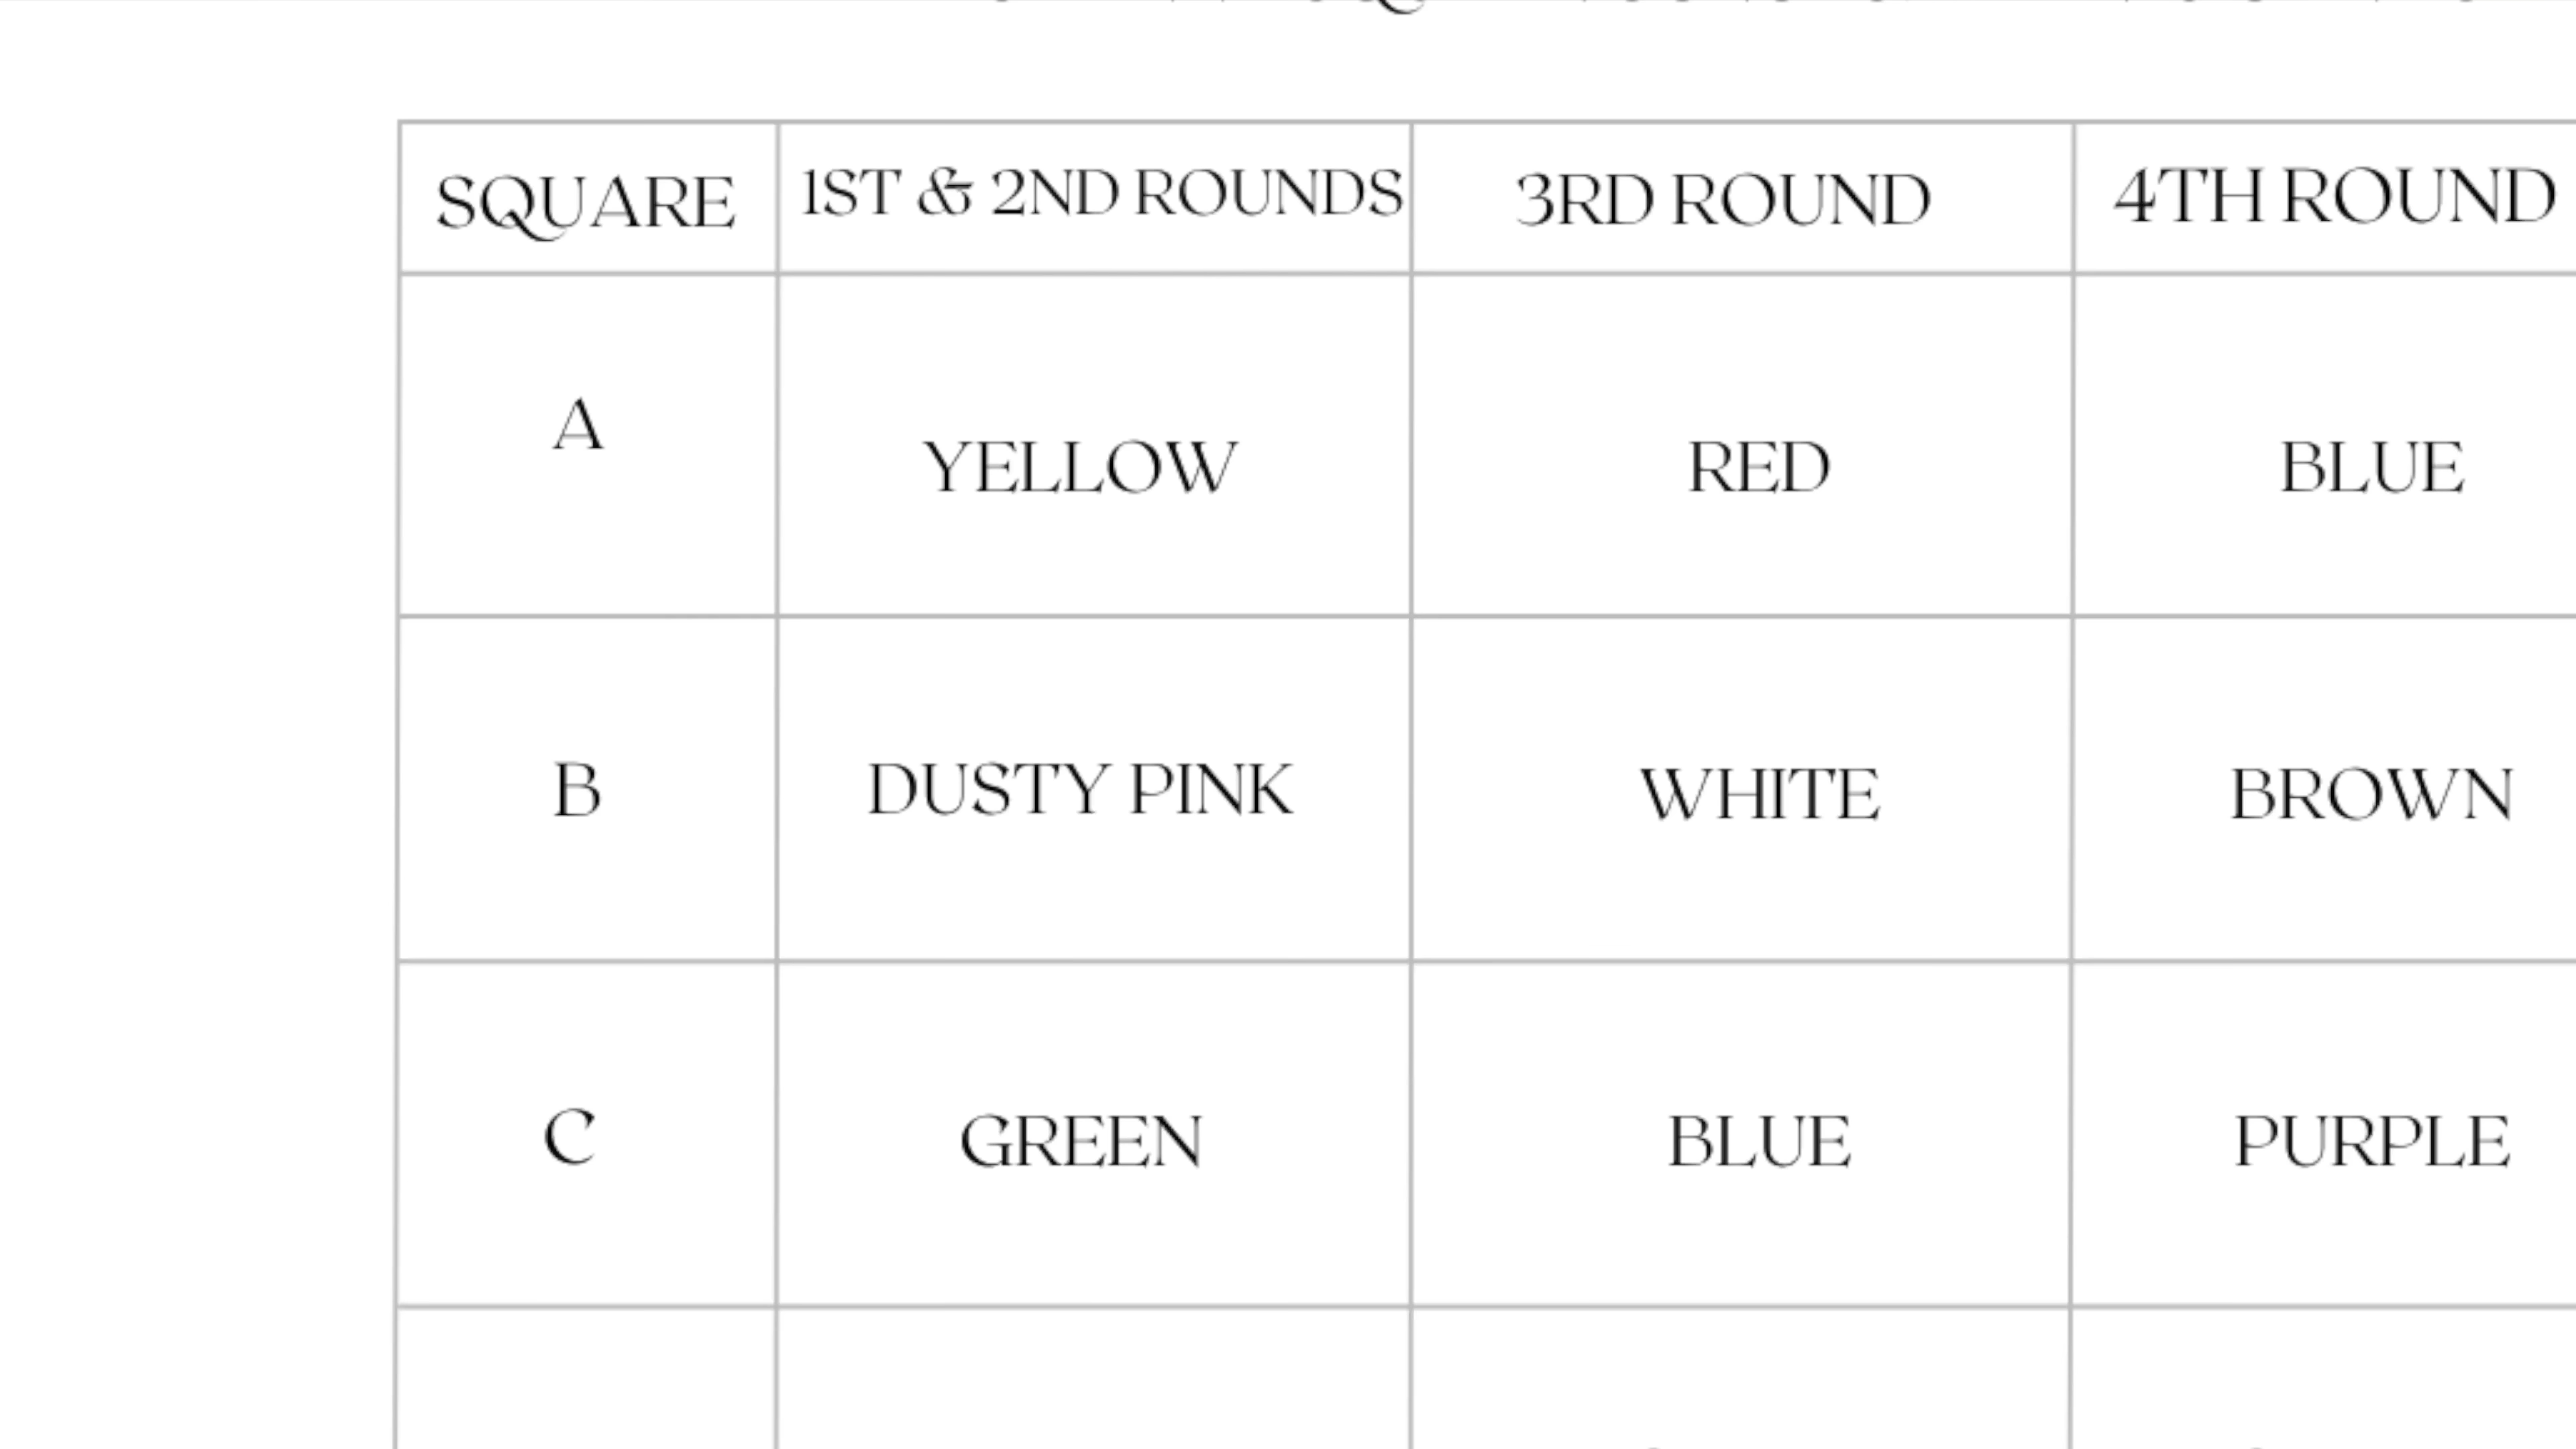 SQUARE 1ST & 2ND ROUNDS 3RD ROUND 4TH ROUND
A YELLOW RED BLUE
B DUSTY PINK WHITE BROWN
C GREEN BLUE PURPLE